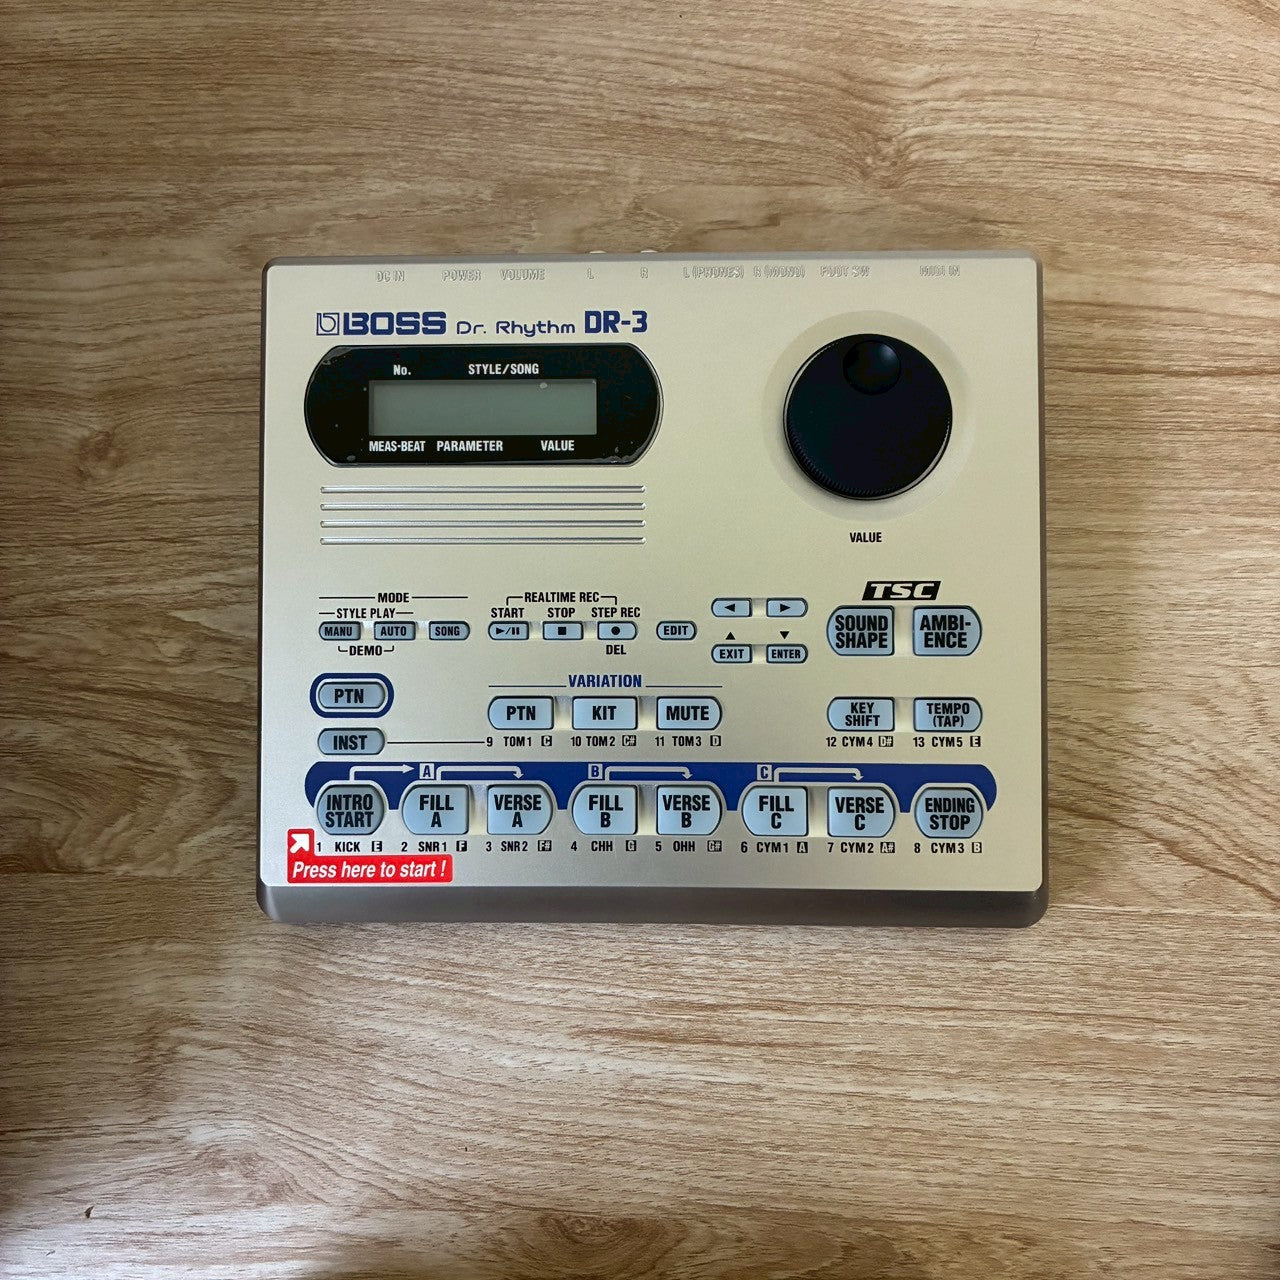 DC IN POWER VOLUME L R L (PHONES) R (MONO) FOOT SW MIDI IN
BOSS Dr. Rhythm DR-3
No. STYLE/SONG
MEAS-BEAT PARAMETER VALUE
VALUE
TSC
MODE
STYLE PLAY
MANU AUTO SONG
DEMO
REALTIME REC
START STOP STEP REC
▶/❚❚ ■ ●
DEL
EDIT
◀ ▶
▲ ▼
EXIT ENTER
SOUND SHAPE
AMBI-ENCE
PTN
INST
VARIATION
PTN KIT MUTE
9 TOM1 C 10 TOM2 C# 11 TOM3 D
KEY SHIFT
TEMPO (TAP)
12 CYM4 D# 13 CYM5 E
A B C
INTRO START
FILL A
VERSE A
FILL B
VERSE B
FILL C
VERSE C
ENDING STOP
1 KICK E 2 SNR1 F 3 SNR2 F# 4 CHH G 5 OHH G# 6 CYM1 A 7 CYM2 A# 8 CYM3 B
Press here to start !